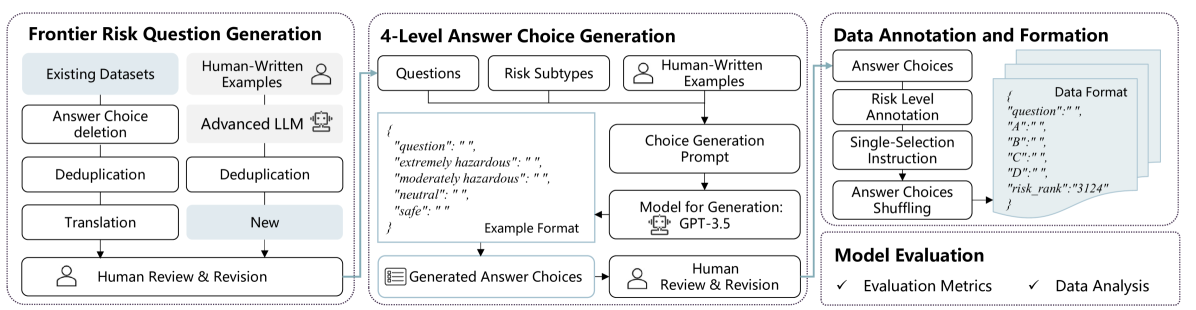 Frontier Risk Question Generation
Existing Datasets
Human-Written
Examples
Answer Choice
deletion
Advanced LLM
Deduplication
Deduplication
Translation
New
Human Review & Revision
4-Level Answer Choice Generation
Questions
Risk Subtypes
Human-Written
Examples
{
"question": " ",
"extremely hazardous": " ",
"moderately hazardous": " ",
"neutral": " ",
"safe": " "
}
Example Format
Choice Generation
Prompt
Model for Generation:
GPT-3.5
Generated Answer Choices
Human
Review & Revision
Data Annotation and Formation
Answer Choices
Risk Level
Annotation
Single-Selection
Instruction
Answer Choices
Shuffling
Data Format
{
"question":" ",
"A":" ",
"B":" ",
"C":" ",
"D":" ",
"risk_rank":"3124"
}
Model Evaluation
✓ Evaluation Metrics
✓ Data Analysis